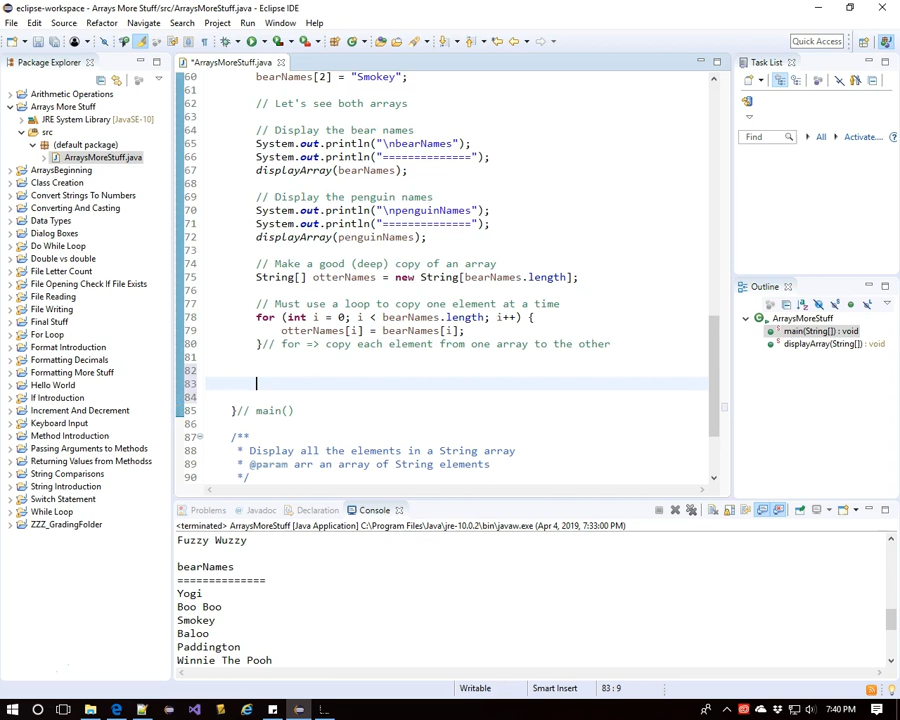 eclipse-workspace - Arrays More Stuff/src/ArraysMoreStuff.java - Eclipse IDE
File Edit Source Refactor Navigate Search Project Run Window Help
Quick Access
Package Explorer
Arithmetic Operations
Arrays More Stuff
JRE System Library [JavaSE-10]
src
(default package)
ArraysMoreStuff.java
ArraysBeginning
Class Creation
Convert Strings To Numbers
Converting And Casting
Data Types
Dialog Boxes
Do While Loop
Double vs double
File Letter Count
File Opening Check If File Exists
File Reading
File Writing
Final Stuff
For Loop
Format Introduction
Formatting Decimals
Formatting More Stuff
Hello World
If Introduction
Increment And Decrement
Keyboard Input
Method Introduction
Passing Arguments to Methods
Returning Values from Methodss
String Comparisons
String Introduction
Switch Statement
While Loop
ZZZ_GradingFolder
*ArraysMoreStuff.java
60 bearNames[2] = "Smokey";
61
62 // Let's see both arrays
63
64 // Display the bear names
65 System.out.println("\nbearNames");
66 System.out.println("==============");
67 displayArray(bearNames);
68
69 // Display the penguin names
70 System.out.println("\npenguinNames");
71 System.out.println("==============");
72 displayArray(penguinNames);
73
74 // Make a good (deep) copy of an array
75 String[] otterNames = new String[bearNames.length];
76
77 // Must use a loop to copy one element at a time
78 for (int i = 0; i < bearNames.length; i++) {
79 otterNames[i] = bearNames[i];
80 }// for => copy each element from one array to the other
81
82
83
84
85 }// main()
86
87 /**
88 * Display all the elements in a String array
89 * @param arr an array of String elements
90 */
Task List
Find
All
Activate...
Outline
ArraysMoreStuff
main(String[]) : void
displayArray(String[]) : void
Problems Javadoc Declaration Console
<terminated> ArraysMoreStuff [Java Application] C:\Program Files\Java\jre-10.0.2\bin\javaw.exe (Apr 4, 2019, 7:33:00 PM)
Fuzzy Wuzzy
bearNames
==============
Yogi
Boo Boo
Smokey
Baloo
Paddington
Winnie The Pooh
Writable
Smart Insert
83 : 9
7:40 PM